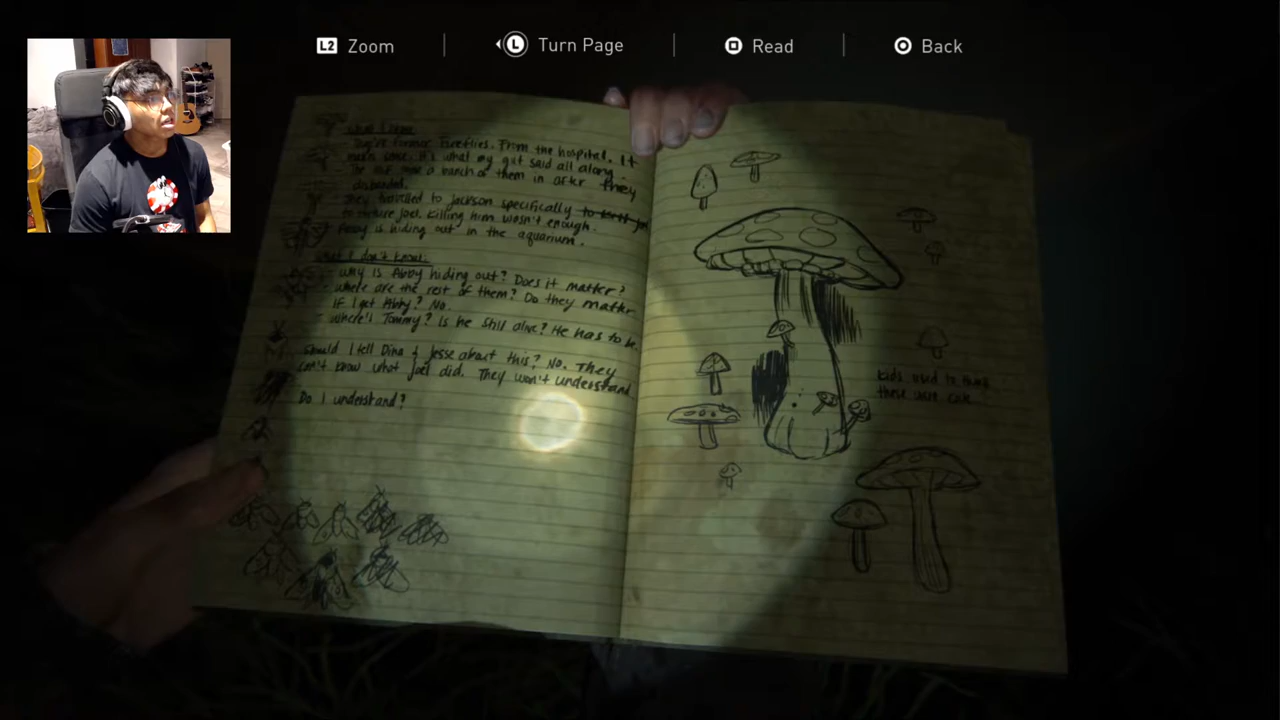 L2 Zoom
L Turn Page
Read
Back
What I know
They're former Fireflies. From the hospital. It
makes sense. It's what my gut said all along.
The WLF took a bunch of them in after they
disbanded.
They travelled to Jackson specifically
to torture Joel. Killing him wasn't enough.
Abby is hiding out in the aquarium.
What I don't know:
- Why is Abby hiding out? Does it matter?
- Where are the rest of them? Do they matter
if I get Abby? No.
- Where's Tommy? Is he still alive? He has to be.
Should I tell Dina & Jesse about this? No. They
can't know what Joel did. They won't understand.
Do I understand?
Kids used to think
these were cute